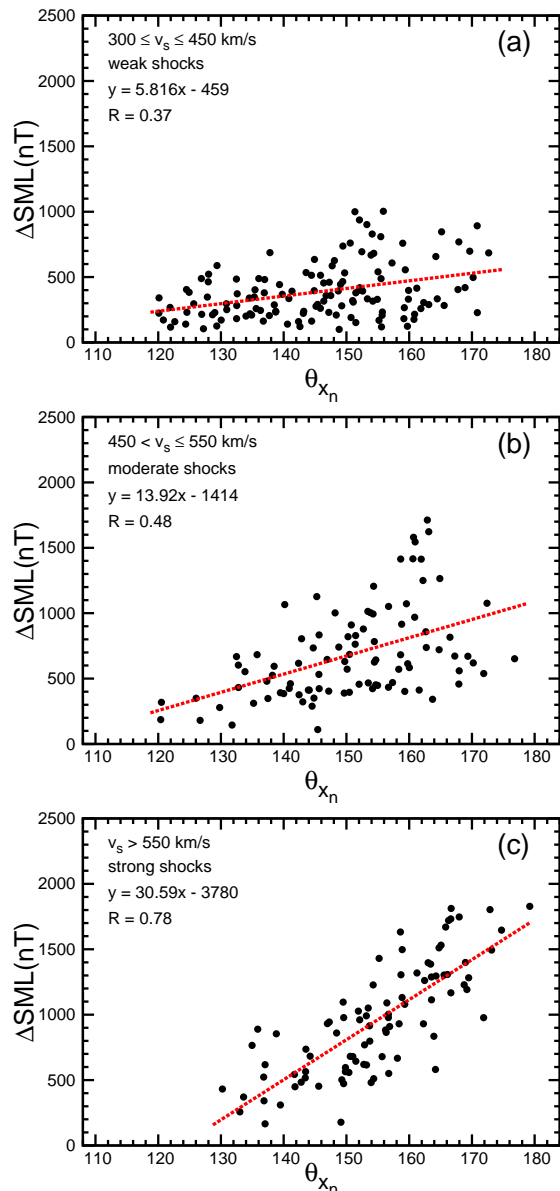 (a)
300 ≤ vs ≤ 450 km/s
weak shocks
y = 5.816x - 459
R = 0.37
ΔSML(nT)
2500
2000
1500
1000
500
0
110 120 130 140 150 160 170 180
θxn
(b)
450 < vs ≤ 550 km/s
moderate shocks
y = 13.92x - 1414
R = 0.48
ΔSML(nT)
2500
2000
1500
1000
500
0
110 120 130 140 150 160 170 180
θxn
(c)
vs > 550 km/s
strong shocks
y = 30.59x - 3780
R = 0.78
ΔSML(nT)
2500
2000
1500
1000
500
0
110 120 130 140 150 160 170 180
θxn